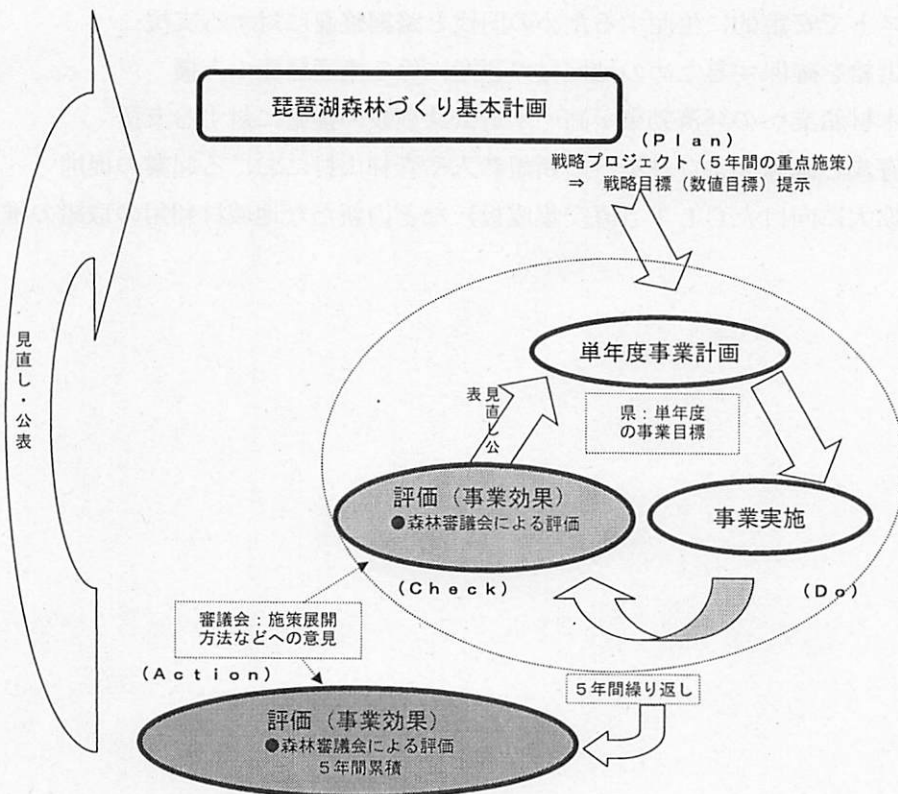 琵琶湖森林づくり基本計画
(Plan)
戦略プロジェクト（5年間の重点施策）
⇒ 戦略目標（数値目標）提示
見直し・公表
単年度事業計画
見直し公表
県：単年度
の事業目標
評価（事業効果）
●森林審議会による評価
事業実施
(Check)
(Do)
審議会：施策展開
方法などへの意見
(Action)
5年間繰り返し
評価（事業効果）
●森林審議会による評価
5年間累積